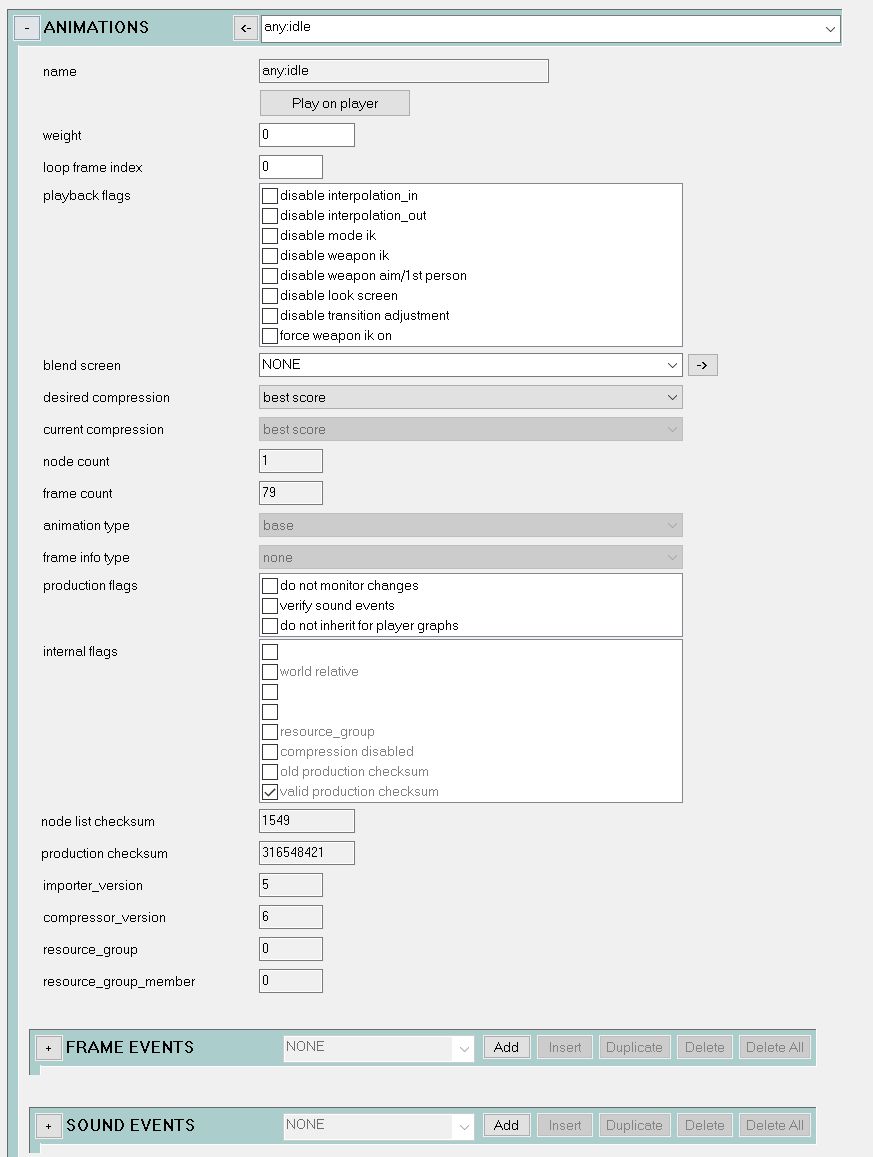 - ANIMATIONS <- any:idle
name any:idle
Play on player
weight 0
loop frame index 0
playback flags disable interpolation_in
disable interpolation_out
disable mode ik
disable weapon ik
disable weapon aim/1st person
disable look screen
disable transition adjustment
force weapon ik on
blend screen NONE ->
desired compression best score
current compression best score
node count 1
frame count 79
animation type base
frame info type none
production flags do not monitor changes
verify sound events
do not inherit for player graphs
internal flags
world relative
resource_group
compression disabled
old production checksum
valid production checksum
node list checksum 1549
production checksum 316548421
importer_version 5
compressor_version 6
resource_group 0
resource_group_member 0
+ FRAME EVENTS NONE Add Insert Duplicate Delete Delete All
+ SOUND EVENTS NONE Add Insert Duplicate Delete Delete All